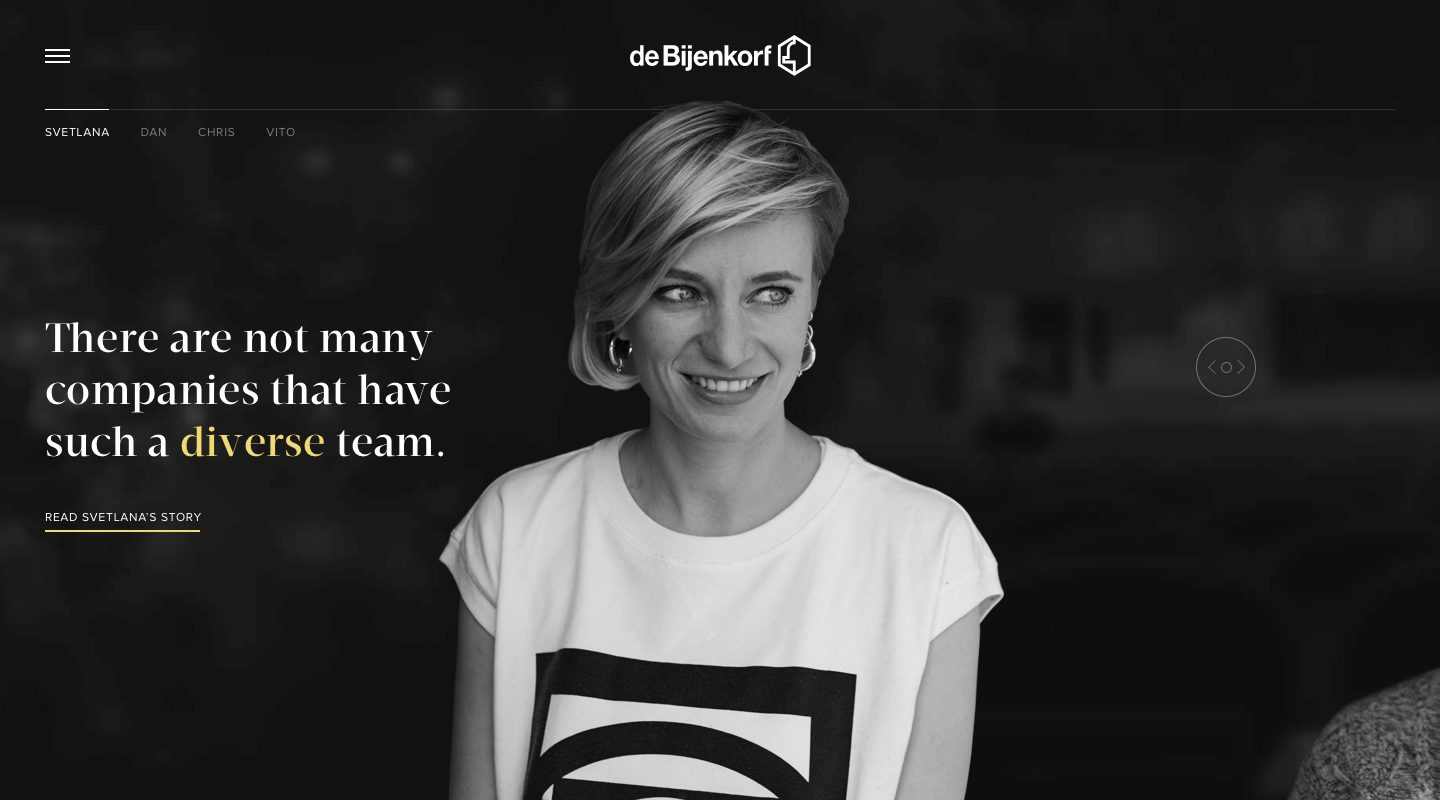 de Bijenkorf
SVETLANA DAN CHRIS VITO
There are not many
companies that have
such a diverse team.
READ SVETLANA'S STORY